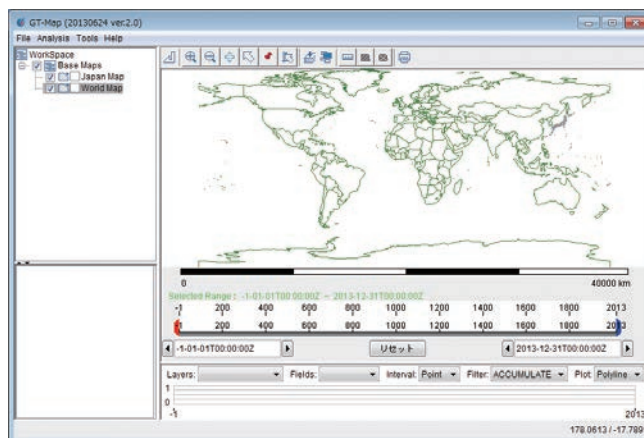 GT-Map (20130624 ver.2.0)
File Analysis Tools Help
WorkSpace
Base Maps
Japan Map
World Map
0 40000 km
Selected Range : -1-01-01T00:00:00Z ~ 2013-12-31T00:00:00Z
-1 200 400 600 800 1000 1200 1400 1600 1800 2013
-1 200 400 600 800 1000 1200 1400 1600 1800 2013
-1-01-01T00:00:00Z リセット 2013-12-31T00:00:00Z
Layers: Fields: Interval: Point Filter: ACCUMULATE Plot: Polyline
1
0
-1 2013
178.0613 / -17.789